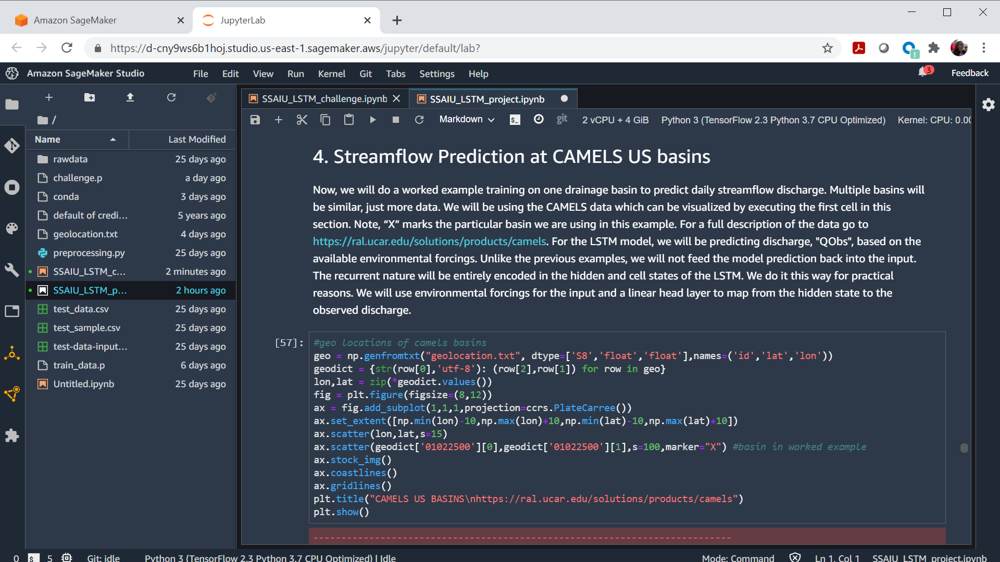 Amazon SageMaker
JupyterLab
https://d-cny9ws6b1hoj.studio.us-east-1.sagemaker.aws/jupyter/default/lab?
Amazon SageMaker Studio
File Edit View Run Kernel Git Tabs Settings Help
3
Feedback
SSAIU_LSTM_challenge.ipynb
SSAIU_LSTM_project.ipynb
/
Markdown
git
2 vCPU + 4 GiB
Python 3 (TensorFlow 2.3 Python 3.7 CPU Optimized)
Kernel: CPU: 0.00
Name Last Modified
rawdata 25 days ago
challenge.p a day ago
conda 3 days ago
default of credi... 5 years ago
geolocation.txt 4 days ago
preprocessing.py 25 days ago
SSAIU_LSTM_c... 2 minutes ago
SSAIU_LSTM_p... 2 hours ago
test_data.csv 25 days ago
test_sample.csv 25 days ago
test-data-input... 25 days ago
train_data.p 6 days ago
Untitled.ipynb 25 days ago
4. Streamflow Prediction at CAMELS US basins
Now, we will do a worked example training on one drainage basin to predict daily streamflow discharge. Multiple basins will
be similar, just more data. We will be using the CAMELS data which can be visualized by executing the first cell in this
section. Note, “X” marks the particular basin we are using in this example. For a full description of the data go to
https://ral.ucar.edu/solutions/products/camels. For the LSTM model, we will be predicting discharge, "QObs", based on the
available environmental forcings. Unlike the previous examples, we will not feed the model prediction back into the input.
The recurrent nature will be entirely encoded in the hidden and cell states of the LSTM. We do it this way for practical
reasons. We will use environmental forcings for the input and a linear head layer to map from the hidden state to the
observed discharge.
[57]:
#geo locations of camels basins
geo = np.genfromtxt("geolocation.txt", dtype=['S8','float','float'],names=('id','lat','lon'))
geodict = {str(row[0],'utf-8'): (row[2],row[1]) for row in geo}
lon,lat = zip(*geodict.values())
fig = plt.figure(figsize=(8,12))
ax = fig.add_subplot(1,1,1,projection=ccrs.PlateCarree())
ax.set_extent([np.min(lon)-10,np.max(lon)+10,np.min(lat)-10,np.max(lat)+10])
ax.scatter(lon,lat,s=15)
ax.scatter(geodict['01022500'][0],geodict['01022500'][1],s=100,marker="X") #basin in worked example
ax.stock_img()
ax.coastlines()
ax.gridlines()
plt.title("CAMELS US BASINS\nhttps://ral.ucar.edu/solutions/products/camels")
plt.show()
---------------------------------------------------------------------------
0 $ 5 Git: idle Python 3 (TensorFlow 2.3 Python 3.7 CPU Optimized) | Idle Mode: Command Ln 1, Col 1 SSAIU_LSTM_project.ipynb